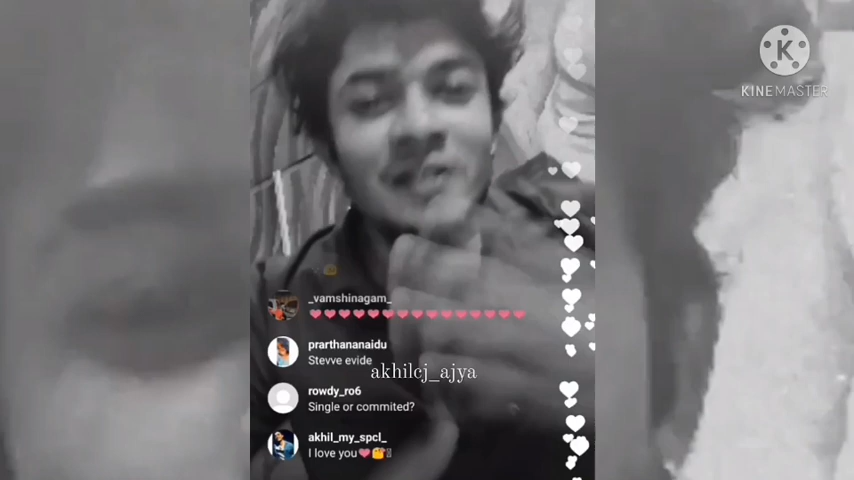 KINEMASTER
_vamshinagam_
❤❤❤❤❤❤❤❤❤❤❤❤❤❤❤
prarthananaidu
Stevve evide
akhilcj_ajya
rowdy_ro6
Single or commited?
akhil_my_spcl_
I love you❤